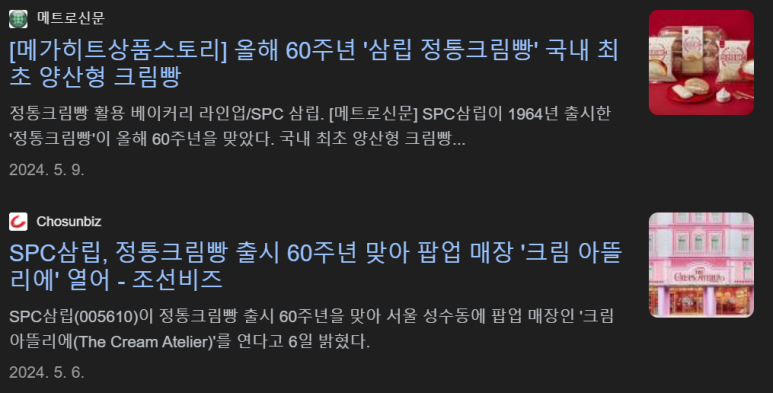 메트로신문
[메가히트상품스토리] 올해 60주년 '삼립 정통크림빵' 국내 최
초 양산형 크림빵
정통크림빵 활용 베이커리 라인업/SPC 삼립. [메트로신문] SPC삼립이 1964년 출시한
'정통크림빵'이 올해 60주년을 맞았다. 국내 최초 양산형 크림빵...
2024. 5. 9.
Chosunbiz
SPC삼립, 정통크림빵 출시 60주년 맞아 팝업 매장 '크림 아뜰
리에' 열어 - 조선비즈
SPC삼립(005610)이 정통크림빵 출시 60주년을 맞아 서울 성수동에 팝업 매장인 '크림
아뜰리에(The Cream Atelier)'를 연다고 6일 밝혔다.
2024. 5. 6.